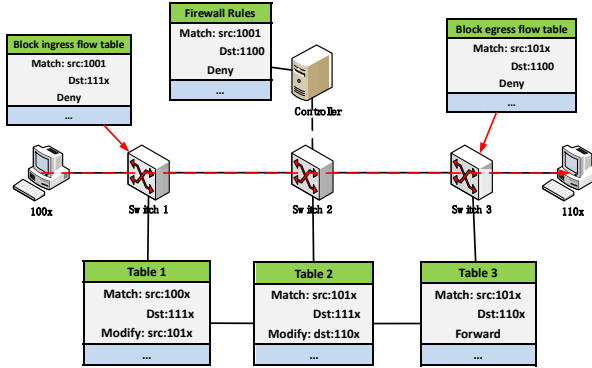 Firewall Rules
Match: src:1001
Dst:1100
Deny
...
Block ingress flow table
Match: src:1001
Dst:111x
Deny
...
Block egress flow table
Match: src:101x
Dst:1100
Deny
...
Controller
100x
Switch 1
Switch 2
Switch 3
110x
Table 1
Match: src:100x
Dst:111x
Modify: src:101x
...
Table 2
Match: src:101x
Dst:111x
Modify: dst:110x
...
Table 3
Match: src:101x
Dst:110x
Forward
...